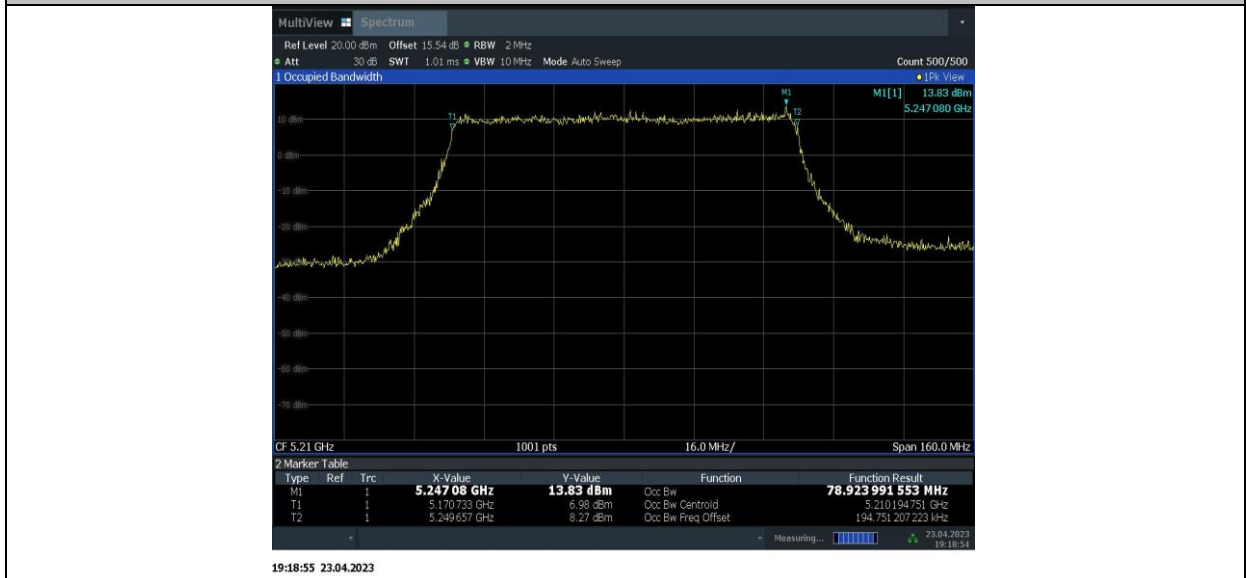 MultiView Spectrum
Ref Level 20.00 dBm Offset 15.54 dB RBW 2 MHz
Att 30 dB SWT 1.01 ms VBW 10 MHz Mode Auto Sweep Count 500/500
1 Occupied Bandwidth 1Pk View
M1[1] 13.83 dBm
5.247 080 GHz
M1
T1
T2
10 dBm
0 dBm
-10 dBm
-20 dBm
-40 dBm
-50 dBm
-60 dBm
-70 dBm
CF 5.21 GHz 1001 pts 16.0 MHz/ Span 160.0 MHz
2 Marker Table
Type Ref Trc X-Value Y-Value Function Function Result
M1 1 5.247 08 GHz 13.83 dBm Occ Bw 78.923 991 553 MHz
T1 1 5.170 733 GHz 6.98 dBm Occ Bw Centroid 5.210 194 751 GHz
T2 1 5.249 657 GHz 8.27 dBm Occ Bw Freq Offset 194.751 207 223 kHz
Measuring... 23.04.2023
19:18:54
19:18:55 23.04.2023